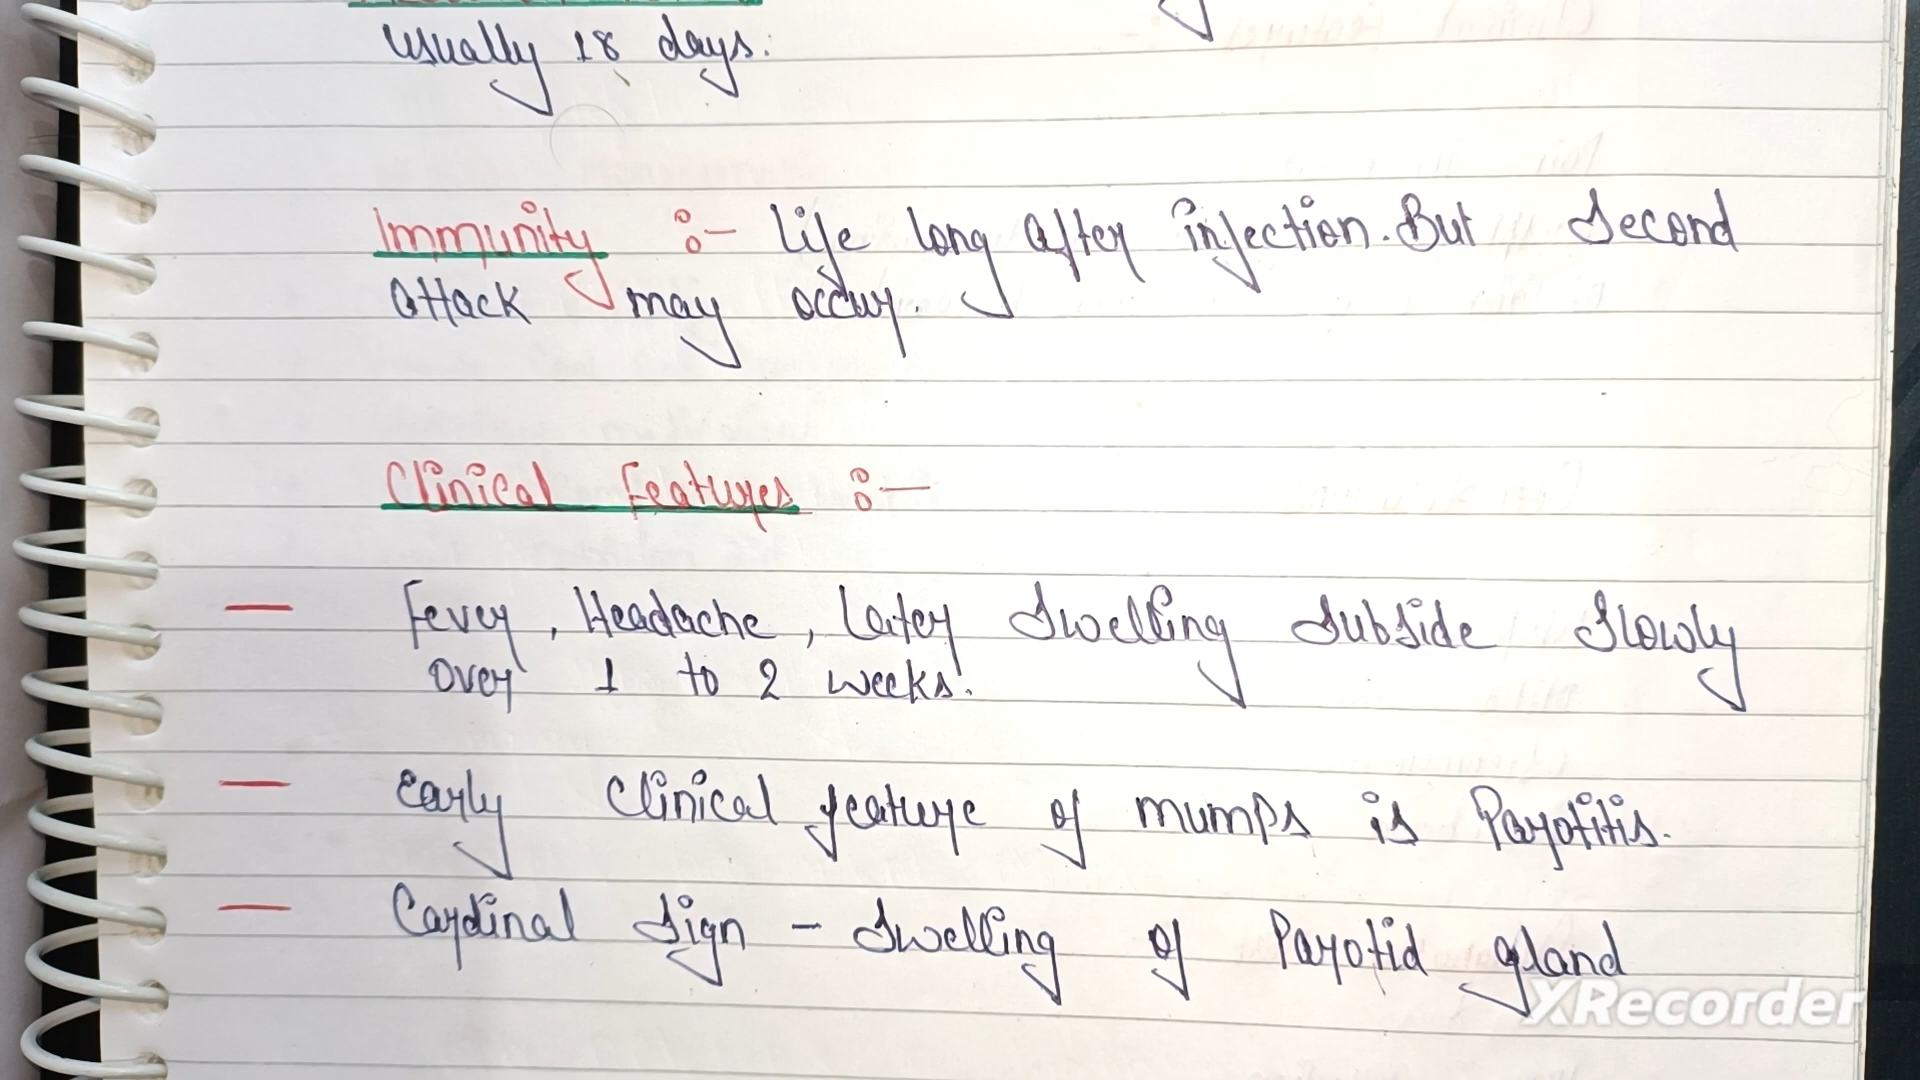 usually 18 days.
Immunity :- Life long after injection. But Second
attack may occur.
Clinical Features :-
- Fever, Headache, Later Swelling Subside Slowly
over 1 to 2 weeks.
- Early Clinical feature of mumps is Parotitis.
- Cardinal Sign - Swelling of Parotid gland
XRecorder